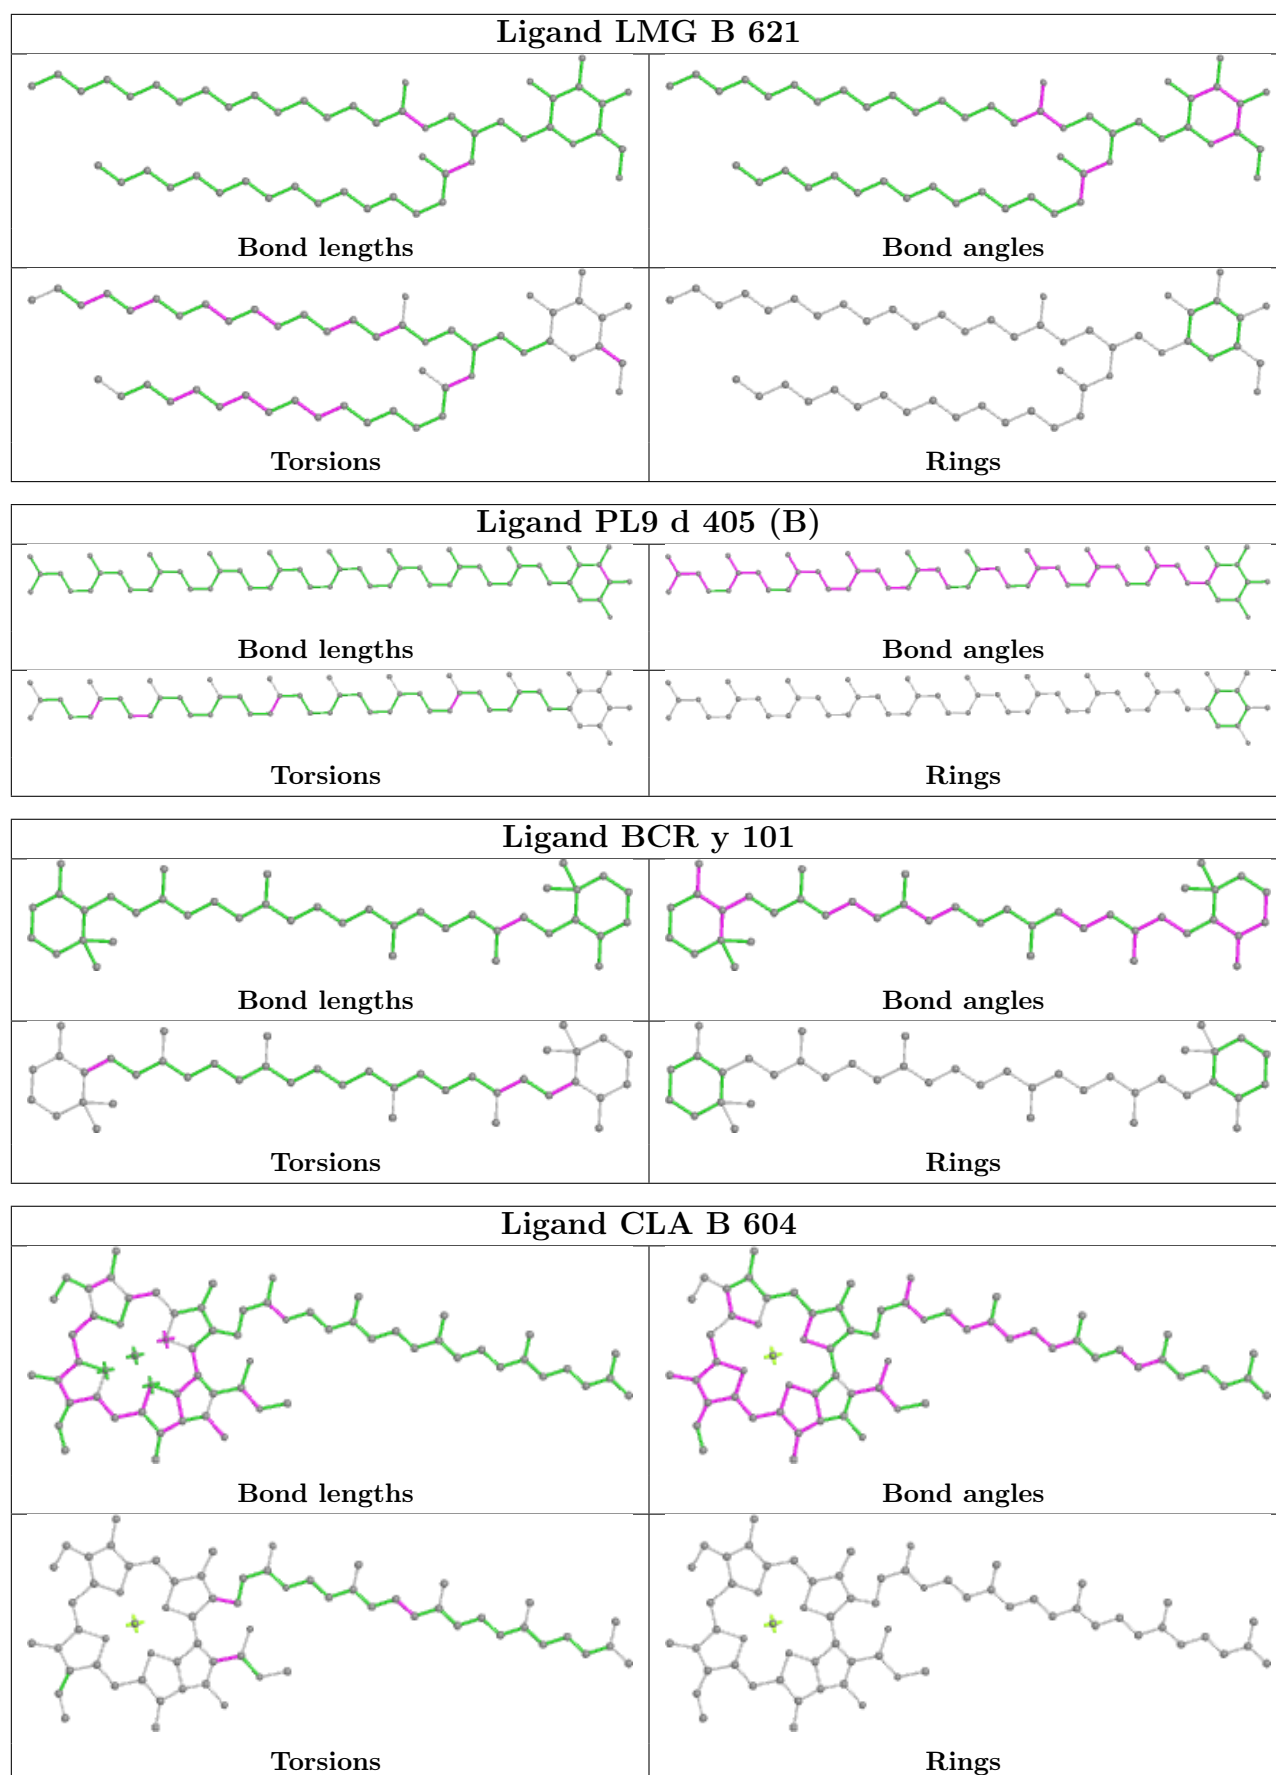 Ligand LMG B 621
Bond lengths
Bond angles
Torsions
Rings
Ligand PL9 d 405 (B)
Bond lengths
Bond angles
Torsions
Rings
Ligand BCR y 101
Bond lengths
Bond angles
Torsions
Rings
Ligand CLA B 604
Bond lengths
Bond angles
Torsions
Rings